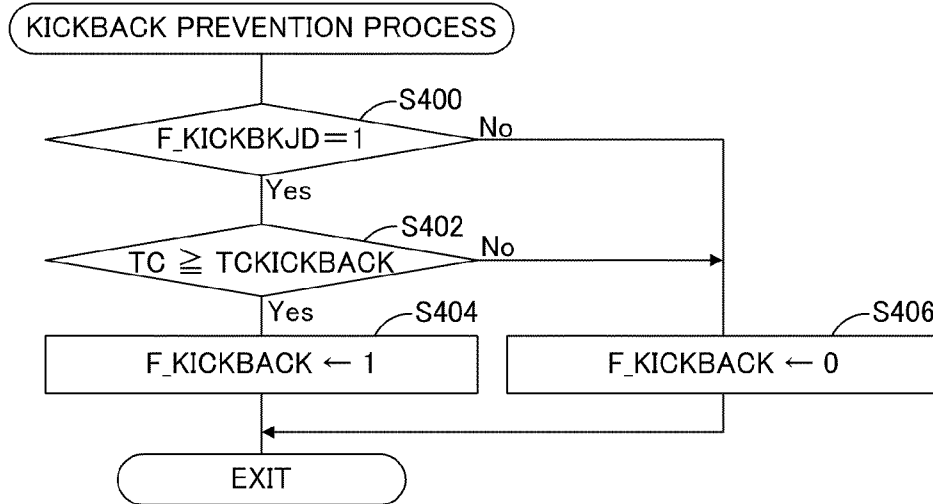 KICKBACK PREVENTION PROCESS
S400
F_KICKBKJD=1
No
Yes
S402
TC ≧ TCKICKBACK
No
Yes
S404
F_KICKBACK ← 1
S406
F_KICKBACK ← 0
EXIT